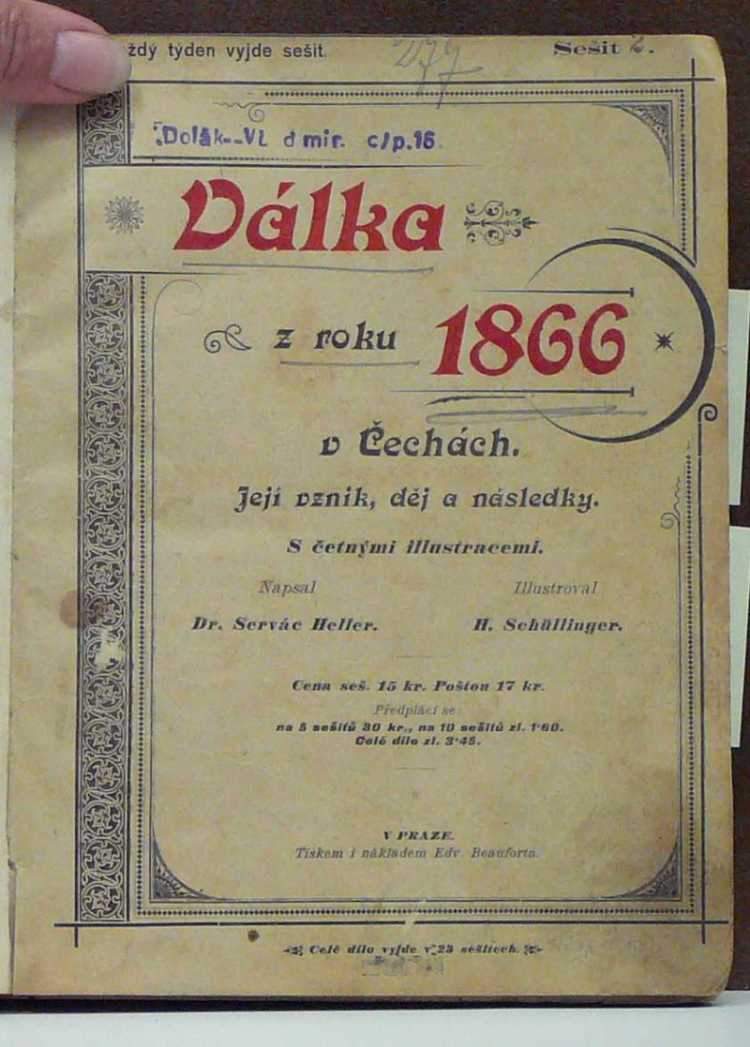 ždý týden vyjde sešit.
277
Sešit 2.
Dolák--VL d mir. c/p.16.
Válka
z roku 1866
v Čechách.
Její vznik, děj a následky.
S četnými illustracemi.
Napsal
Illustroval
Dr. Servác Heller.
H. Schüllinger.
Cena seš. 15 kr. Poštou 17 kr.
Předplácí se:
na 5 sešitů 80 kr., na 10 sešitů zl. 1·60.
Celé dílo zl. 3·45.
V PRAZE.
Tiskem i nákladem Edv. Beauforta.
Celé dílo vyjde v 23 sešitech.